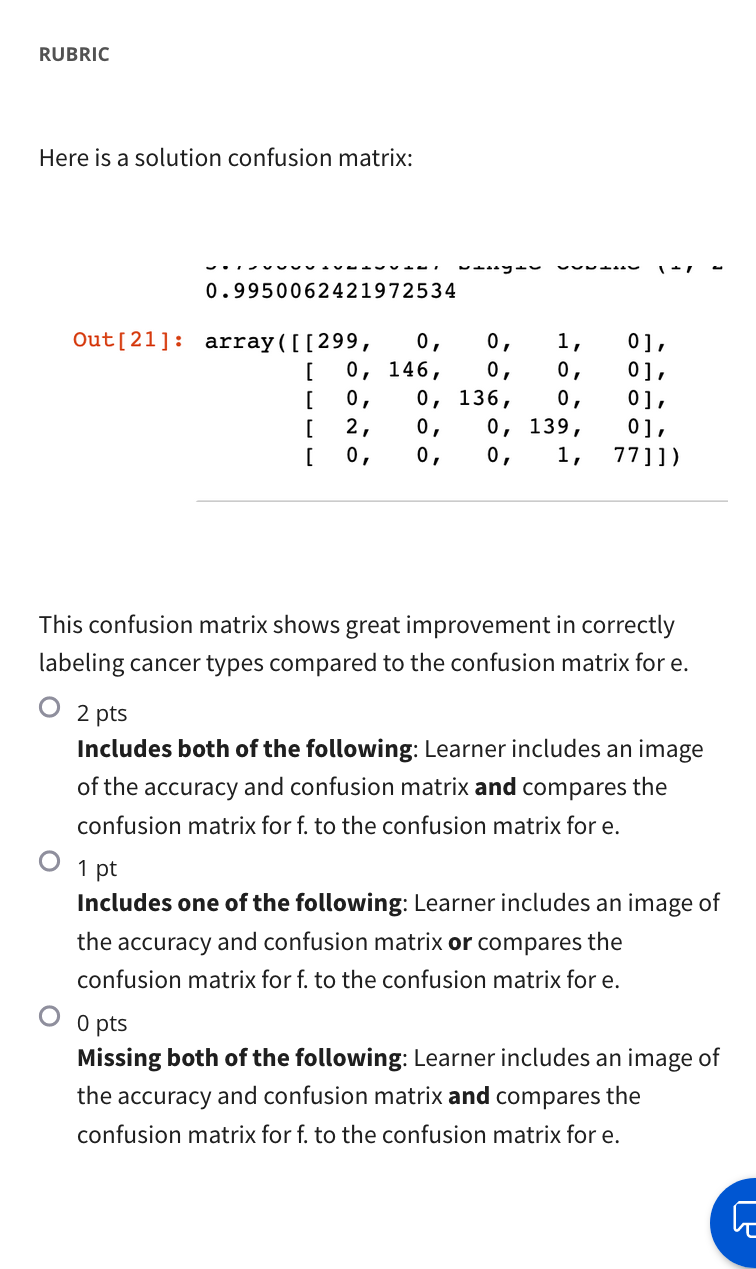 RUBRIC
Here is a solution confusion matrix:
0.9950062421972534
Out[21]: array([[299, 0, 0, 1, 0],
[ 0, 146, 0, 0, 0],
[ 0, 0, 136, 0, 0],
[ 2, 0, 0, 139, 0],
[ 0, 0, 0, 1, 77]])
This confusion matrix shows great improvement in correctly
labeling cancer types compared to the confusion matrix for e.
2 pts
Includes both of the following: Learner includes an image
of the accuracy and confusion matrix and compares the
confusion matrix for f. to the confusion matrix for e.
1 pt
Includes one of the following: Learner includes an image of
the accuracy and confusion matrix or compares the
confusion matrix for f. to the confusion matrix for e.
0 pts
Missing both of the following: Learner includes an image of
the accuracy and confusion matrix and compares the
confusion matrix for f. to the confusion matrix for e.